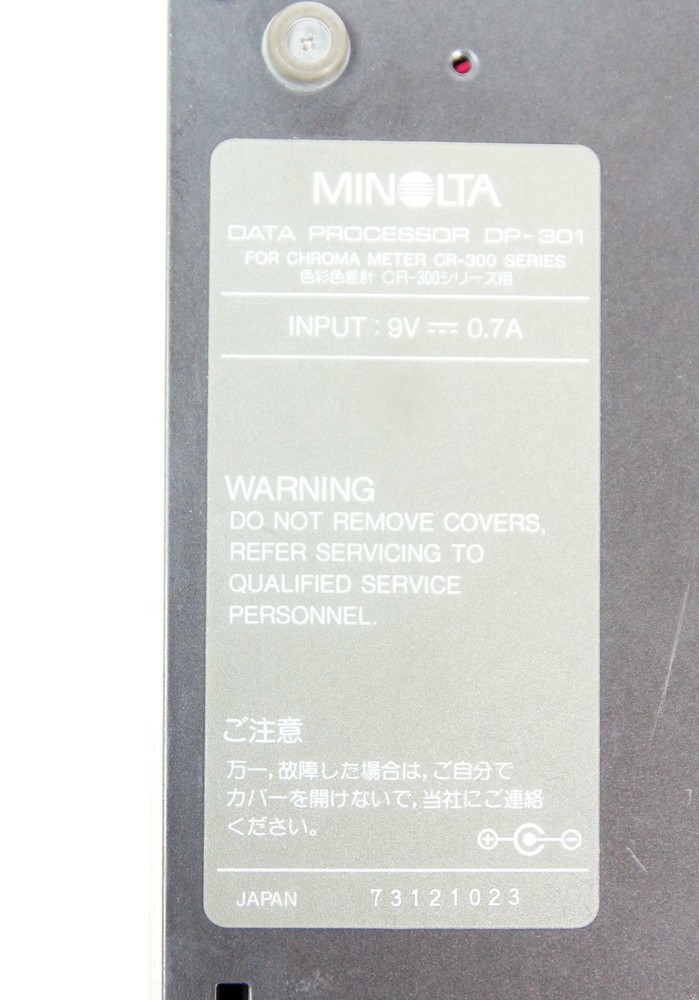 MINOLTA
DATA PROCESSOR DP-301
FOR CHROMA METER CR-300 SERIES
色彩色差計 CR-300シリーズ用
INPUT : 9V ⎓ 0.7A
WARNING
DO NOT REMOVE COVERS,
REFER SERVICING TO
QUALIFIED SERVICE
PERSONNEL.
ご注意
万一,故障した場合は,ご自分で
カバーを開けないで,当社にご連絡
ください。
JAPAN 73121023